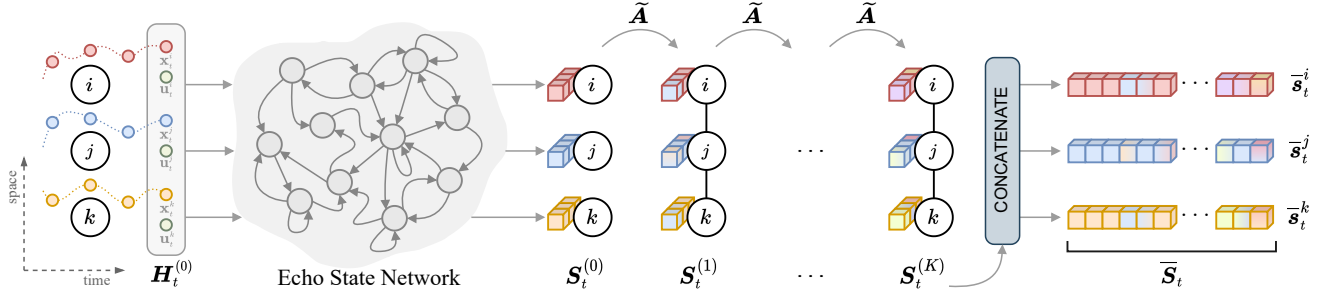 Ã Ã Ã
x_t^i
i i i i s̅_t^i
u_t^i
x_t^j
j j j · · · j s̅_t^j
u_t^j
CONCATENATE
space
x_t^k
k k k k s̅_t^k
u_t^k
time
H_t^(0) Echo State Network S_t^(0) S_t^(1) · · · S_t^(K) S̅_t